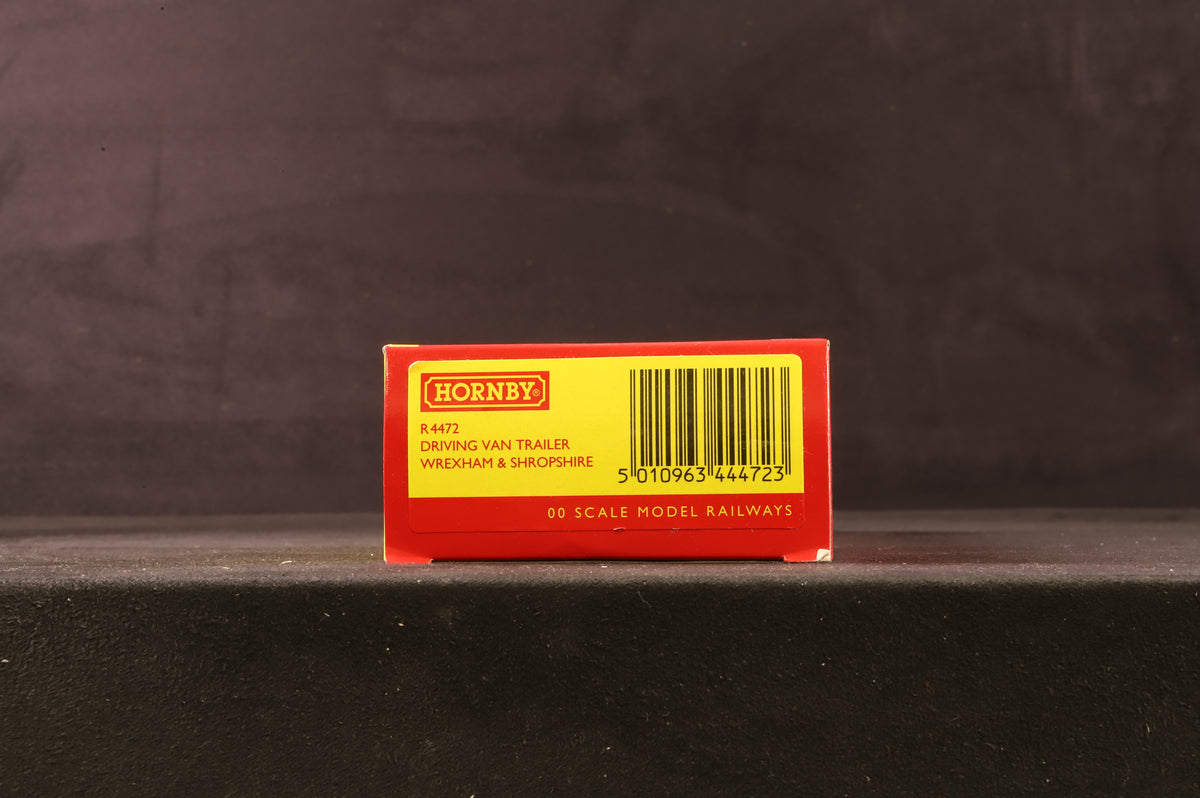 HORNBY®
R4472
DRIVING VAN TRAILER
WREXHAM & SHROPSHIRE
5 010963 444723
00 SCALE MODEL RAILWAYS